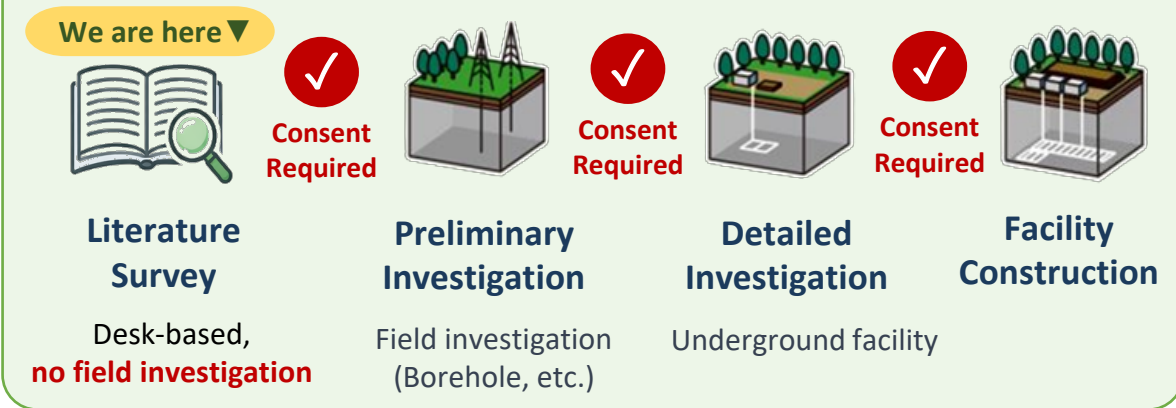 We are here ▼
Consent
Required
Consent
Required
Consent
Required
Literature
Survey
Preliminary
Investigation
Detailed
Investigation
Facility
Construction
Desk-based,
no field investigation
Field investigation
(Borehole, etc.)
Underground facility